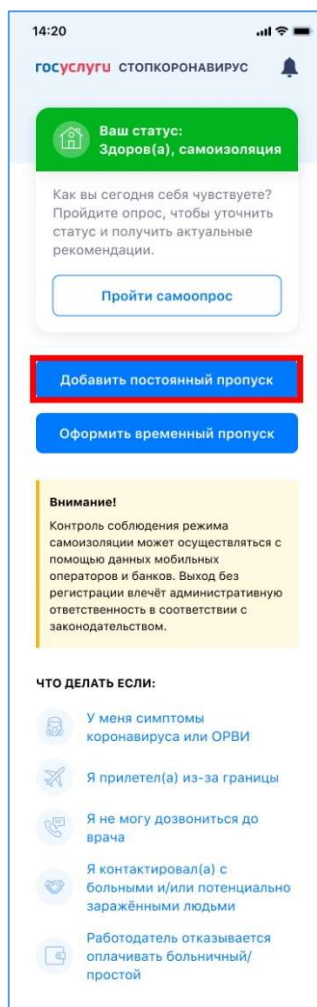 14:20
госуслуги СТОПКОРОНАВИРУС
Ваш статус:
Здоров(а), самоизоляция
Как вы сегодня себя чувствуете?
Пройдите опрос, чтобы уточнить
статус и получить актуальные
рекомендации.
Пройти самоопрос
Добавить постоянный пропуск
Оформить временный пропуск
Внимание!
Контроль соблюдения режима
самоизоляции может осуществляться с
помощью данных мобильных
операторов и банков. Выход без
регистрации влечёт административную
ответственность в соответствии с
законодательством.
ЧТО ДЕЛАТЬ ЕСЛИ:
У меня симптомы
коронавируса или ОРВИ
Я прилетел(а) из-за границы
Я не могу дозвониться до
врача
Я контактировал(а) с
больными и/или потенциально
заражёнными людьми
Работодатель отказывается
оплачивать больничный/
простой